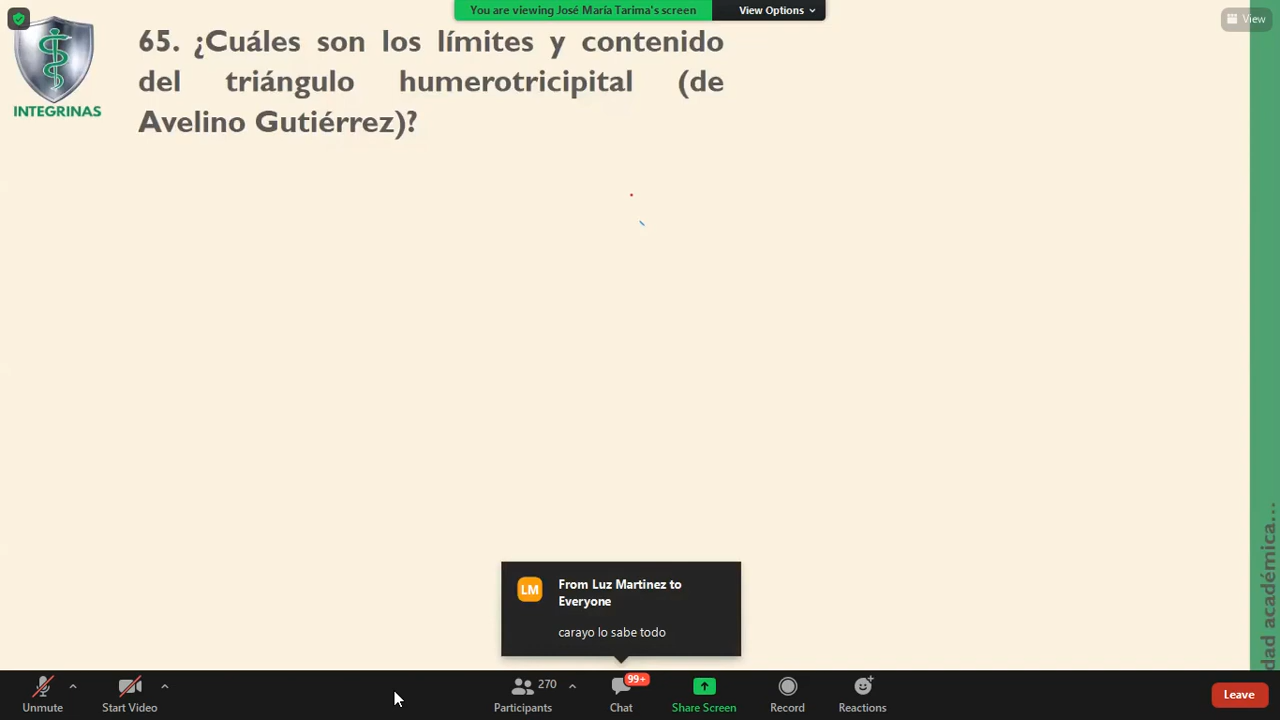 You are viewing José María Tarima's screen
View Options
View
65. ¿Cuáles son los límites y contenido
del triángulo humerotricipital (de
Avelino Gutiérrez)?
INTEGRINAS
dad académica...
LM
From Luz Martinez to
Everyone
carayo lo sabe todo
Unmute
Start Video
270
Participants
99+
Chat
Share Screen
Record
Reactions
Leave